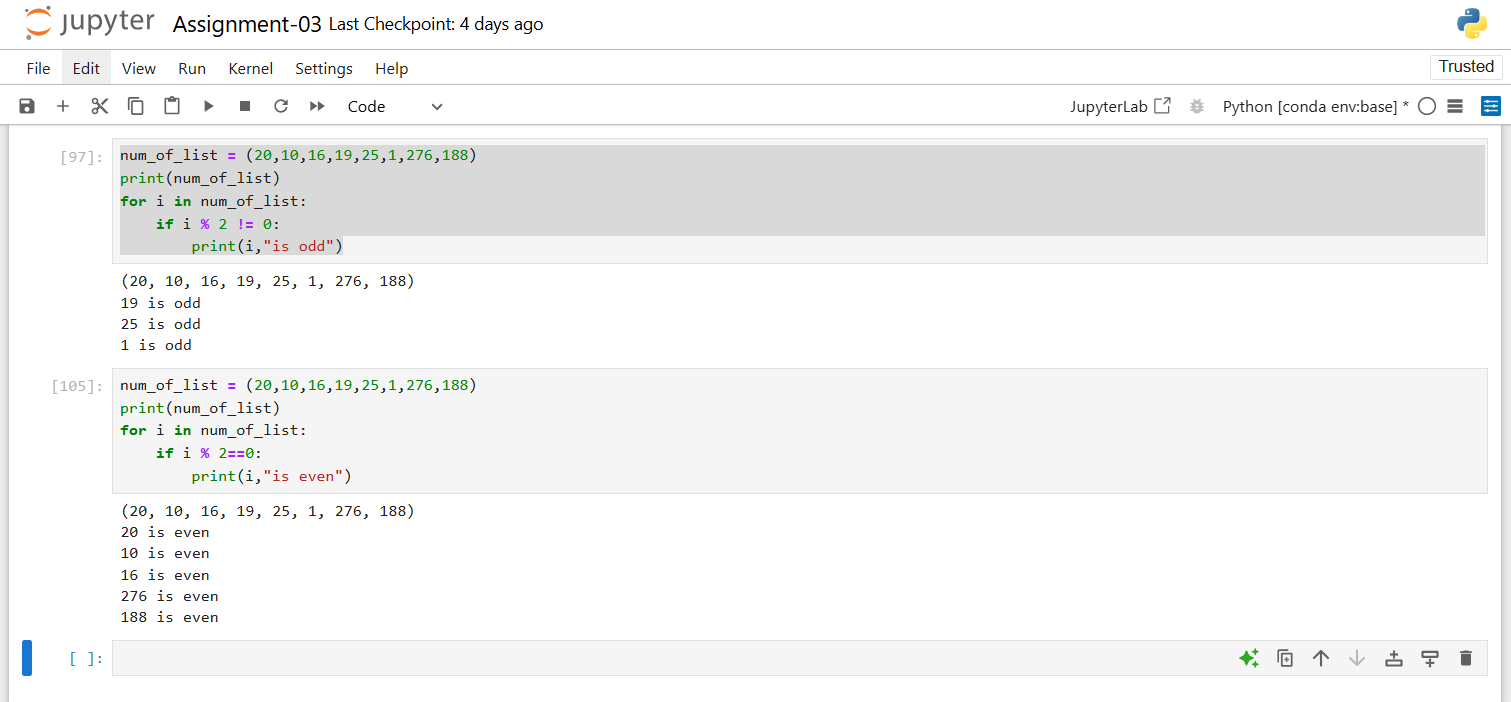 jupyter Assignment-03 Last Checkpoint: 4 days ago
File Edit View Run Kernel Settings Help Trusted
Code JupyterLab Python [conda env:base] *
[97]: num_of_list = (20,10,16,19,25,1,276,188)
print(num_of_list)
for i in num_of_list:
    if i % 2 != 0:
        print(i,"is odd")
(20, 10, 16, 19, 25, 1, 276, 188)
19 is odd
25 is odd
1 is odd
[105]: num_of_list = (20,10,16,19,25,1,276,188)
print(num_of_list)
for i in num_of_list:
    if i % 2==0:
        print(i,"is even")
(20, 10, 16, 19, 25, 1, 276, 188)
20 is even
10 is even
16 is even
276 is even
188 is even
[ ]: